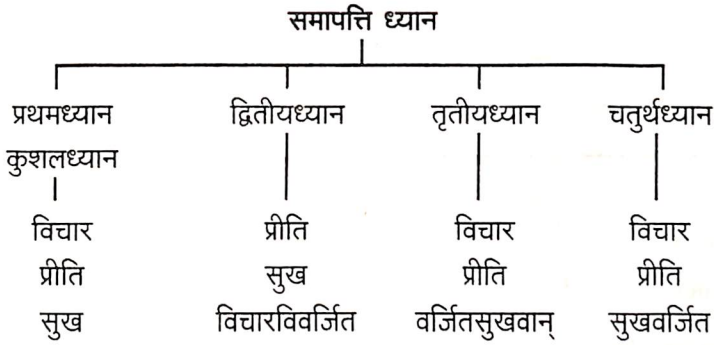 समापत्ति ध्यान
प्रथमध्यान द्वितीयध्यान तृतीयध्यान चतुर्थध्यान
कुशलध्यान
विचार प्रीति विचार विचार
प्रीति सुख प्रीति प्रीति
सुख विचारविवर्जित वर्जितसुखवान् सुखवर्जित